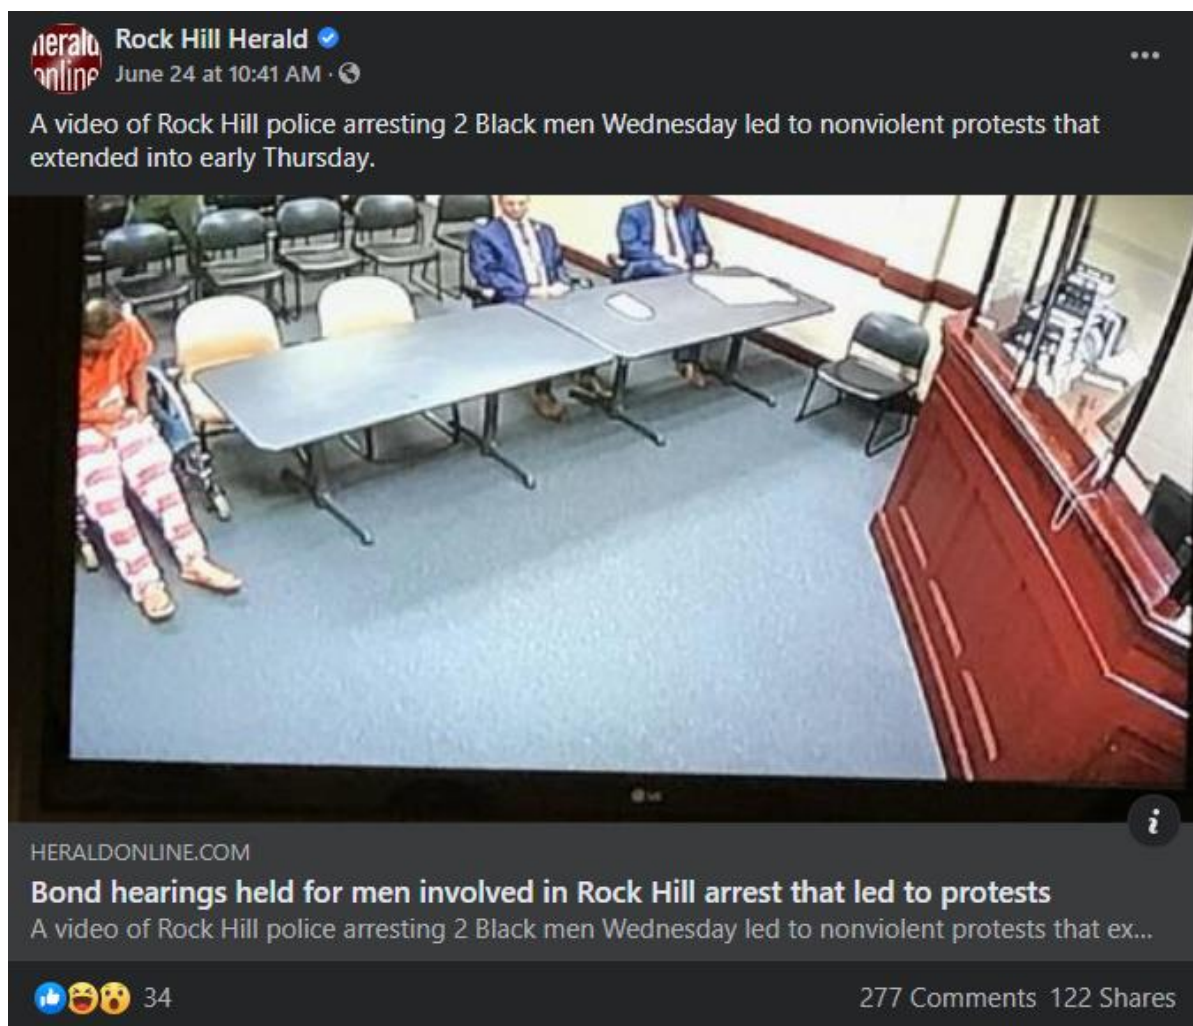 herald
online
Rock Hill Herald
June 24 at 10:41 AM ·
A video of Rock Hill police arresting 2 Black men Wednesday led to nonviolent protests that
extended into early Thursday.
LG
i
HERALDONLINE.COM
Bond hearings held for men involved in Rock Hill arrest that led to protests
A video of Rock Hill police arresting 2 Black men Wednesday led to nonviolent protests that ex...
34
277 Comments 122 Shares